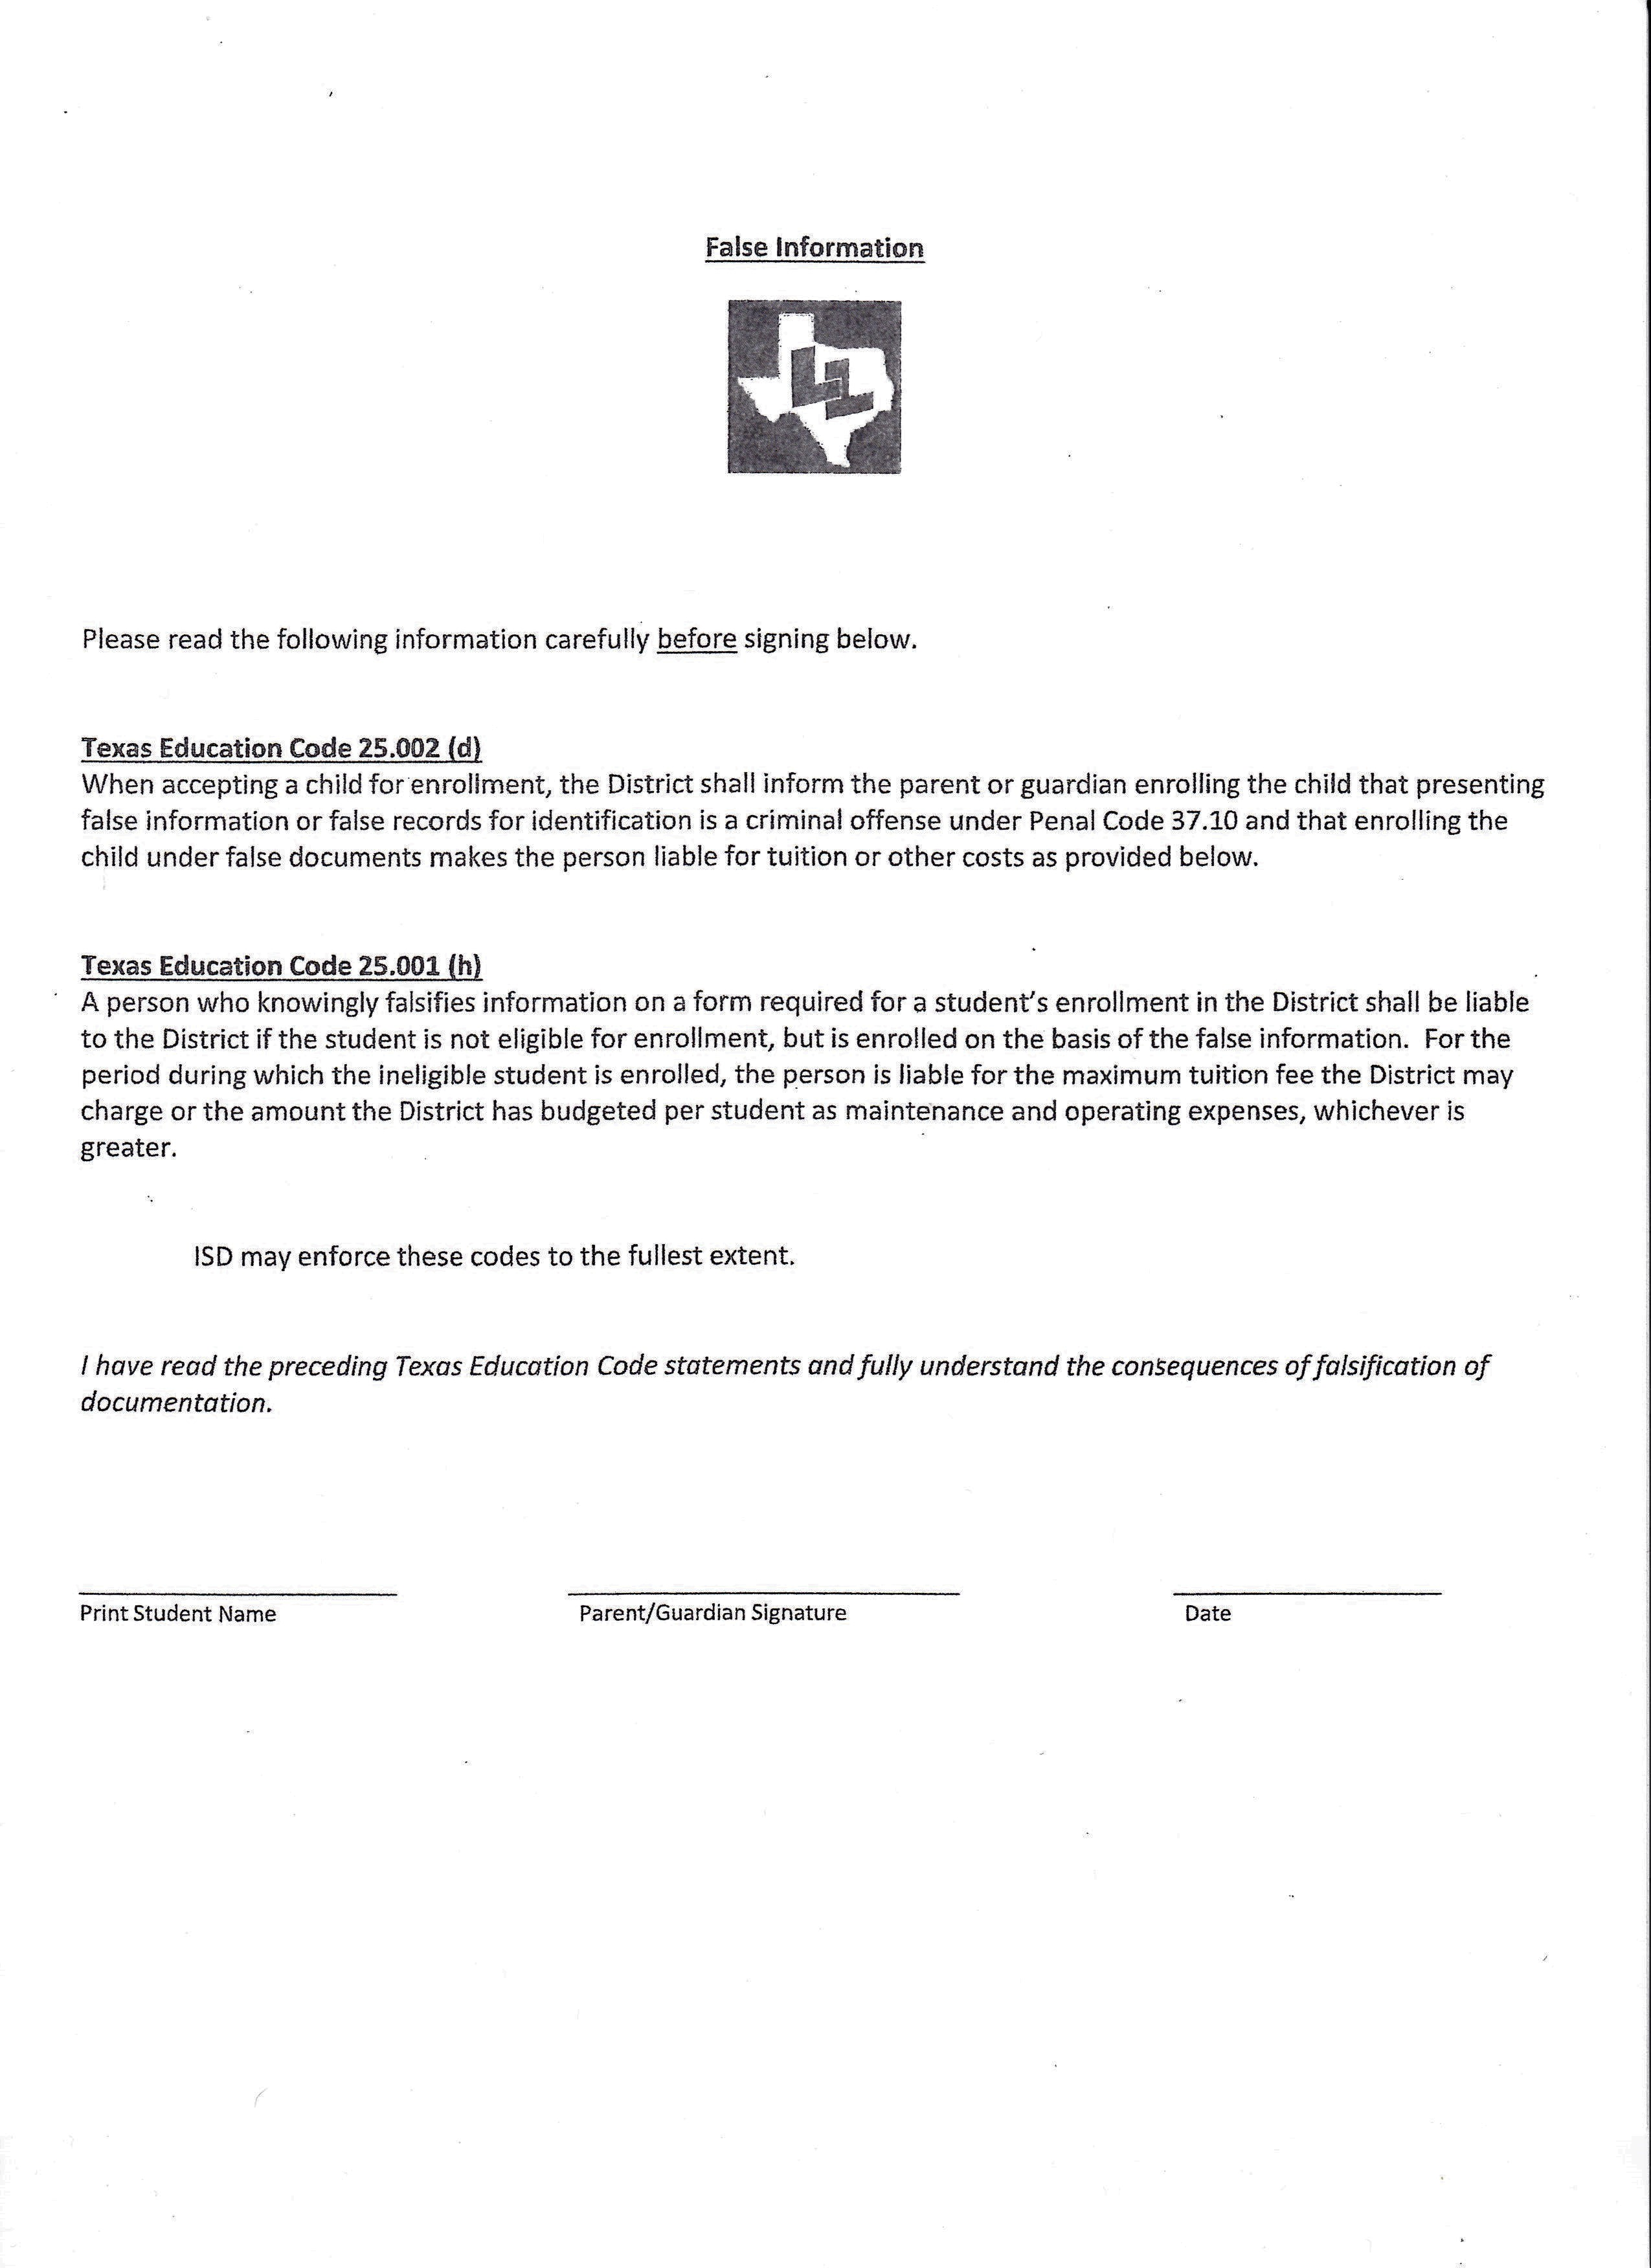 False Information
Please read the following information carefully before signing below.
Texas Education Code 25.002 (d)
When accepting a child for enrollment, the District shall inform the parent or guardian enrolling the child that presenting
false information or false records for identification is a criminal offense under Penal Code 37.10 and that enrolling the
child under false documents makes the person liable for tuition or other costs as provided below.
Texas Education Code 25.001 (h)
A person who knowingly falsifies information on a form required for a student's enrollment in the District shall be liable
to the District if the student is not eligible for enrollment, but is enrolled on the basis of the false information. For the
period during which the ineligible student is enrolled, the person is liable for the maximum tuition fee the District may
charge or the amount the District has budgeted per student as maintenance and operating expenses, whichever is
greater.
ISD may enforce these codes to the fullest extent.
I have read the preceding Texas Education Code statements and fully understand the consequences of falsification of
documentation.
Print Student Name Parent/Guardian Signature Date